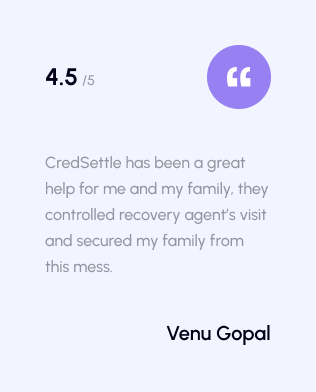 4.5 /5
CredSettle has been a great
help for me and my family, they
controlled recovery agent's visit
and secured my family from
this mess.
Venu Gopal